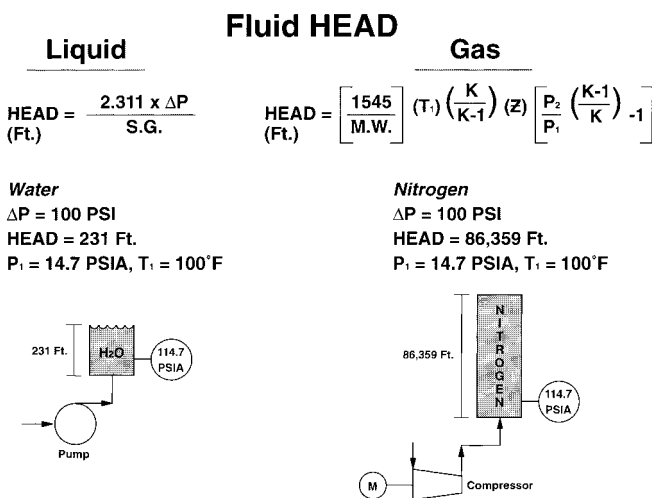 Fluid HEAD
Liquid
HEAD = 2.311 x ΔP / S.G.
(Ft.)
Water
ΔP = 100 PSI
HEAD = 231 Ft.
P₁ = 14.7 PSIA, T₁ = 100°F
231 Ft.
H₂O
114.7
PSIA
Pump
Gas
HEAD = [1545 / M.W.] (T₁) (K / K-1) (Z) [P₂ / P₁ (K-1 / K) -1]
(Ft.)
Nitrogen
ΔP = 100 PSI
HEAD = 86,359 Ft.
P₁ = 14.7 PSIA, T₁ = 100°F
86,359 Ft.
NITROGEN
114.7
PSIA
M
Compressor